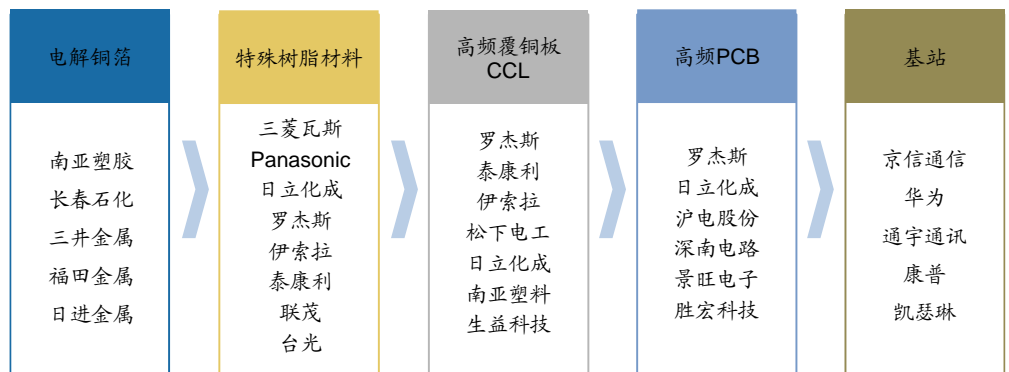 电解铜箔
南亚塑胶
长春石化
三井金属
福田金属
日进金属
特殊树脂材料
三菱瓦斯
Panasonic
日立化成
罗杰斯
伊索拉
泰康利
联茂
台光
高频覆铜板
CCL
罗杰斯
泰康利
伊索拉
松下电工
日立化成
南亚塑料
生益科技
高频PCB
罗杰斯
日立化成
沪电股份
深南电路
景旺电子
胜宏科技
基站
京信通信
华为
通宇通讯
康普
凯瑟琳